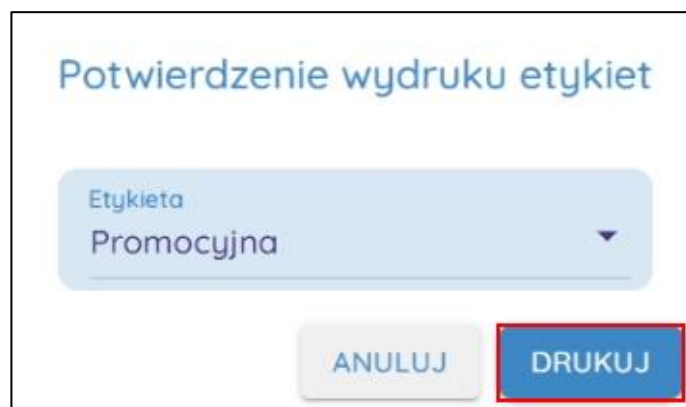 Potwierdzenie wydruku etykiet
Etykieta
Promocyjna
ANULUJ
DRUKUJ